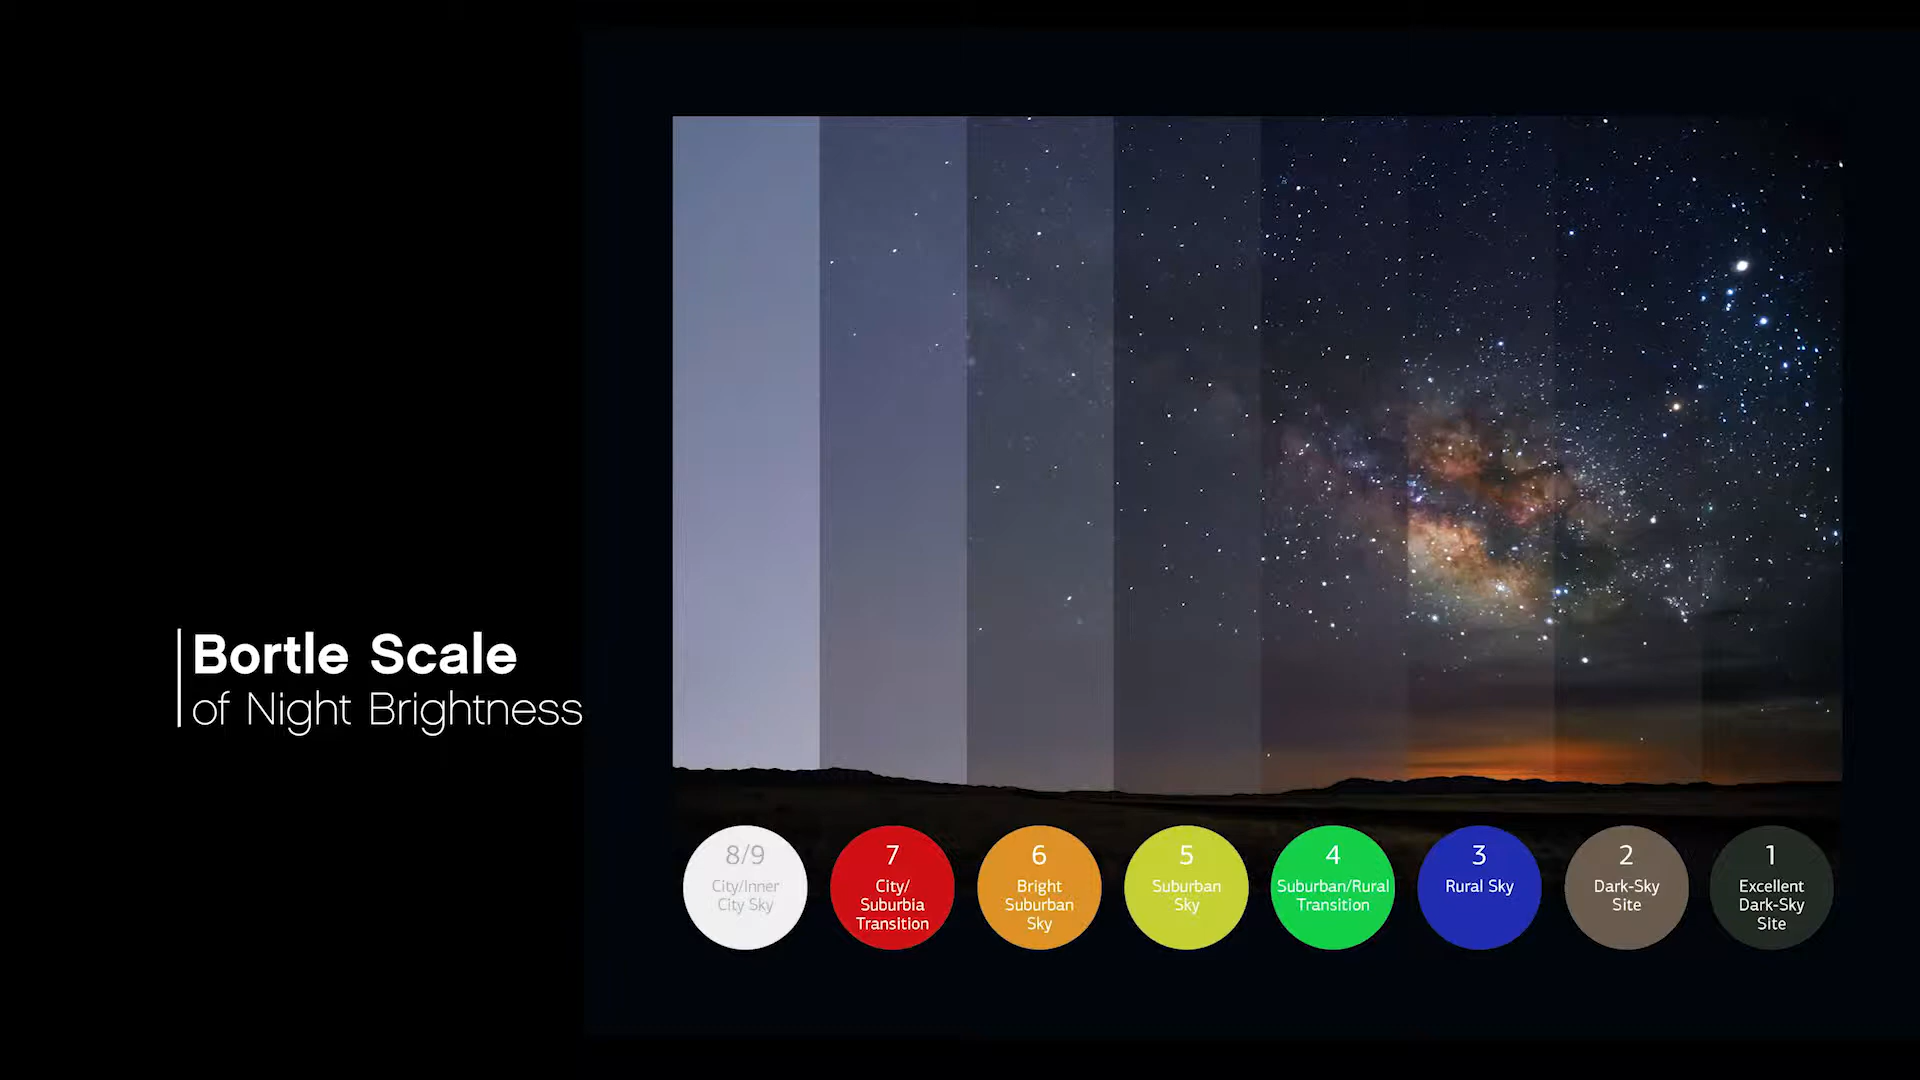 Bortle Scale
of Night Brightness
8/9
City/Inner
City Sky
7
City/
Suburbia
Transition
6
Bright
Suburban
Sky
5
Suburban
Sky
4
Suburban/Rural
Transition
3
Rural Sky
2
Dark-Sky
Site
1
Excellent
Dark-Sky
Site